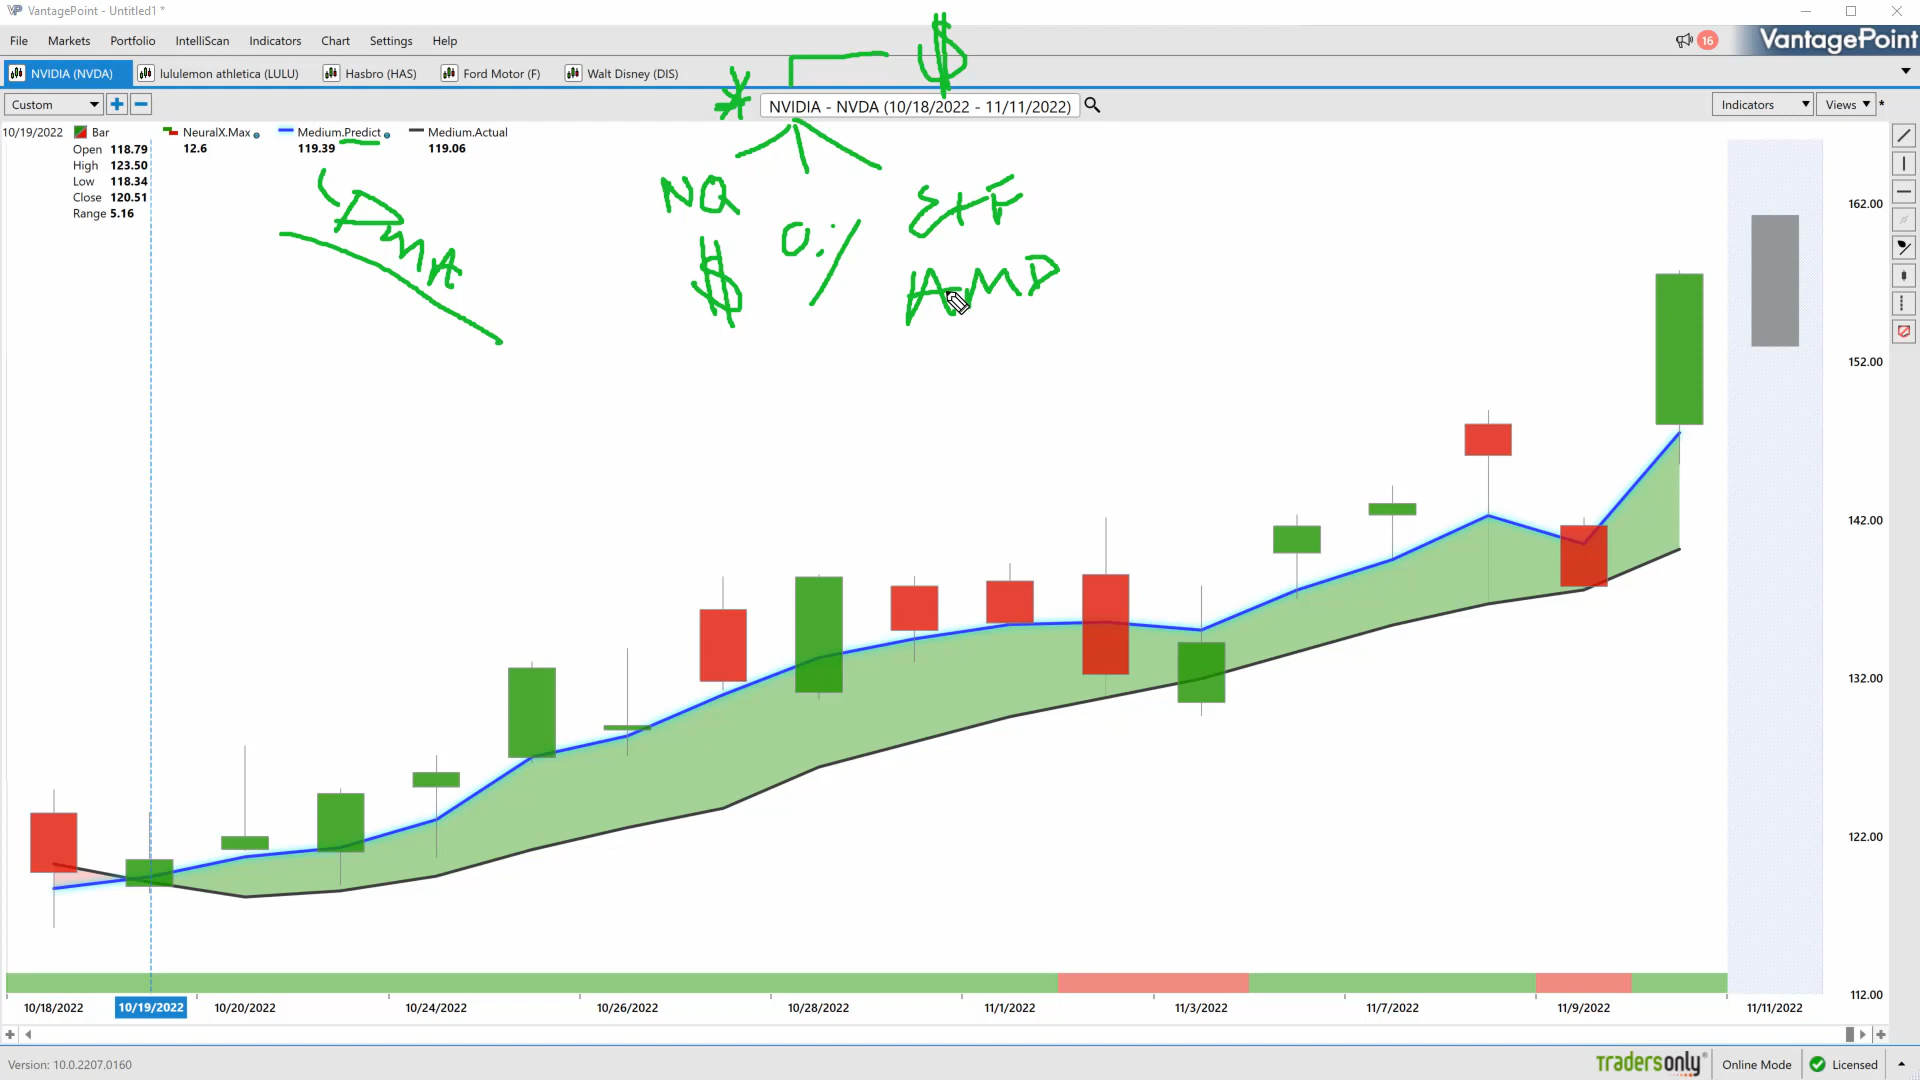 VP VantagePoint - Untitled1 *
File Markets Portfolio IntelliScan Indicators Chart Settings Help
16
VantagePoint
NVIDIA (NVDA) lululemon athletica (LULU) Hasbro (HAS) Ford Motor (F) Walt Disney (DIS)
$
*
Custom
NVIDIA - NVDA (10/18/2022 - 11/11/2022)
Indicators Views *
10/19/2022 Bar NeuralX.Max Medium.Predict Medium.Actual
Open 118.79 12.6 119.39 119.06
High 123.50
Low 118.34
Close 120.51
Range 5.16
DMA
NQ
$
%
AMD
162.00
152.00
142.00
132.00
122.00
112.00
10/18/2022 10/19/2022 10/20/2022 10/24/2022 10/26/2022 10/28/2022 11/1/2022 11/3/2022 11/7/2022 11/9/2022 11/11/2022
Version: 10.0.2207.0160
tradersonly Online Mode Licensed